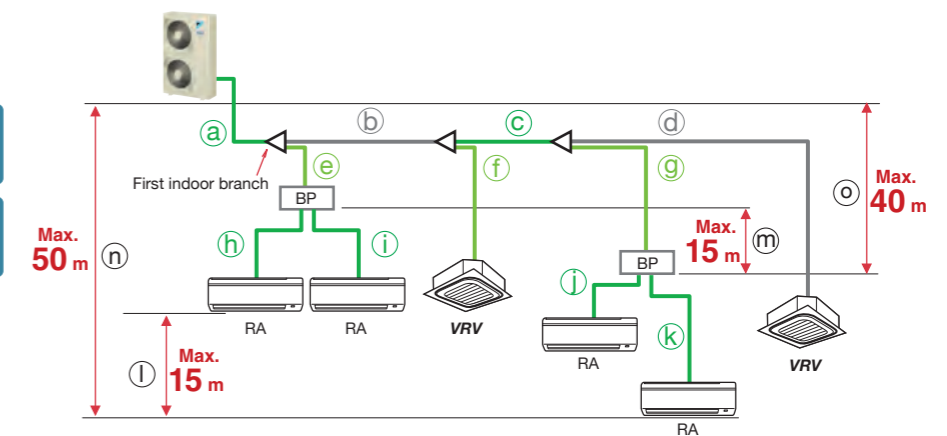 ⓐ
ⓑ
ⓒ
ⓓ
ⓔ
ⓕ
ⓖ
First indoor branch
BP
Max.
40 m
ⓞ
Max.
50 m
ⓝ
ⓗ
ⓘ
Max.
15 m
ⓜ
BP
ⓙ
RA
RA
VRV
ⓚ
RA
VRV
ⓛ
Max.
15 m
RA